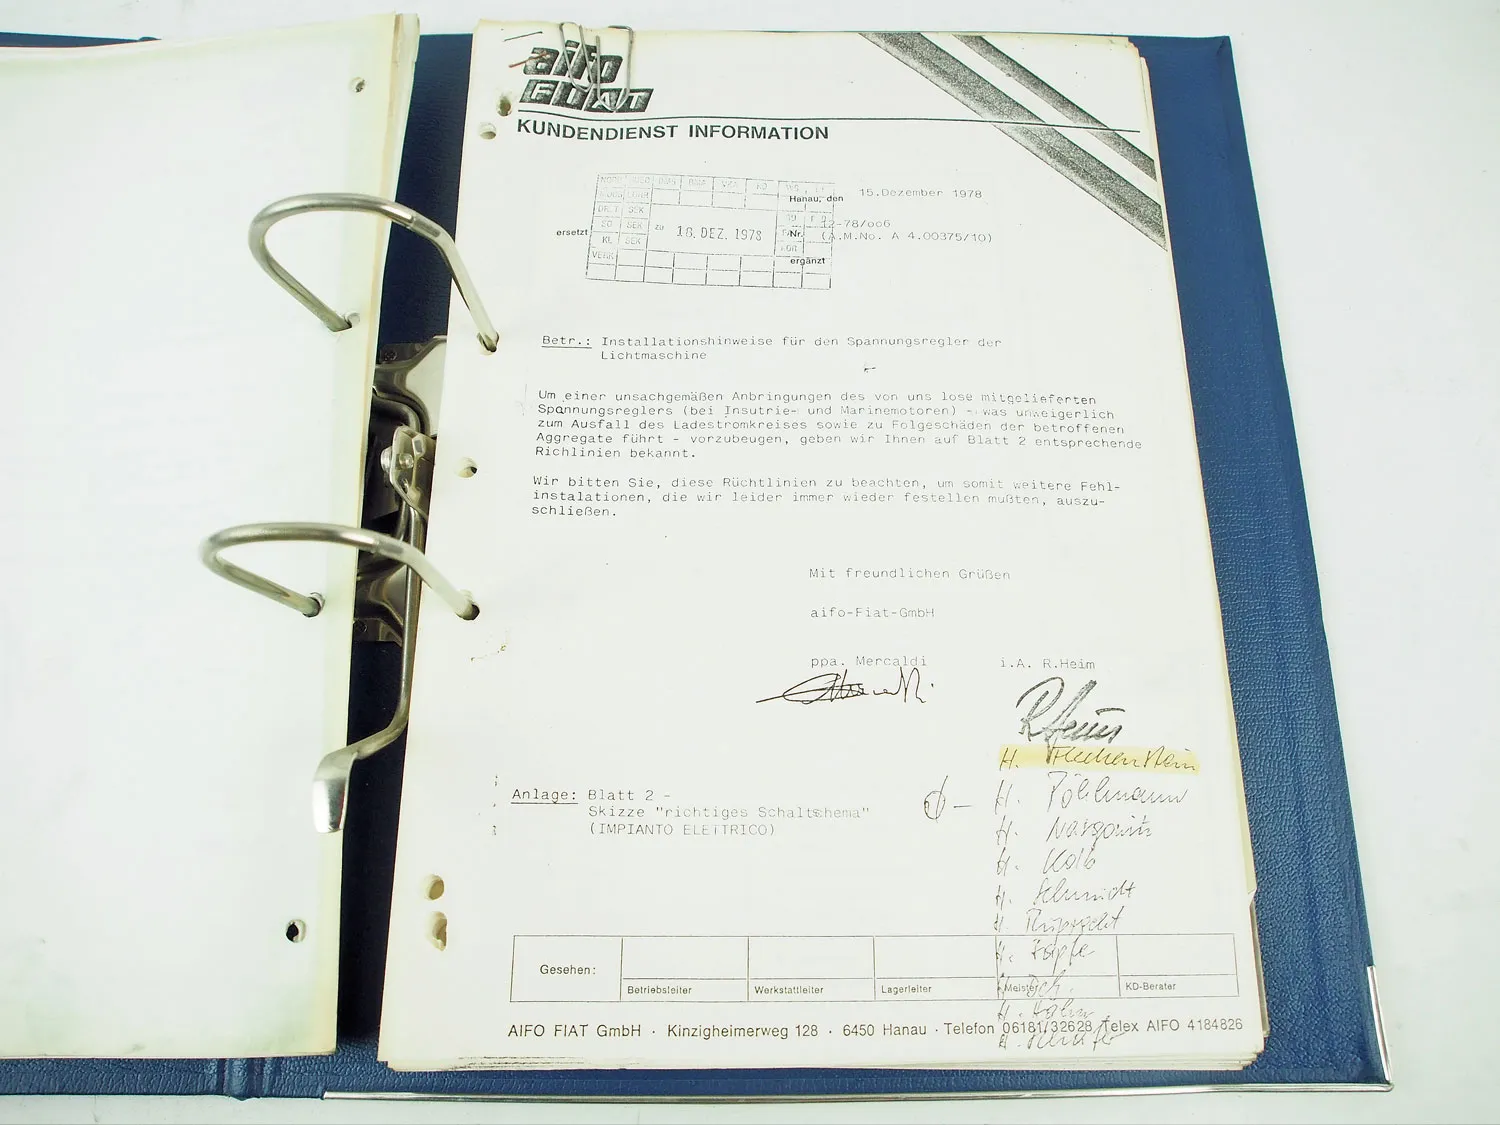 aifo
FIAT
KUNDENDIENST INFORMATION
Hanau, den 15.Dezember 1978
ersetzt
zu 18. DEZ. 1978
Nr. 12-78/oo6
(A.M.No. A 4.00375/10)
ergänzt
Betr.: Installationshinweise für den Spannungsregler der
Lichtmaschine
Um einer unsachgemäßen Anbringungen des von uns lose mitgelieferten
Spannungsreglers (bei Insutrie- und Marinemotoren) - was unweigerlich
zum Ausfall des Ladestromkreises sowie zu Folgeschäden der betroffenen
Aggregate führt - vorzubeugen, geben wir Ihnen auf Blatt 2 entsprechende
Richlinien bekannt.
Wir bitten Sie, diese Rüchtlinien zu beachten, um somit weitere Fehl-
instalationen, die wir leider immer wieder festellen mußten, auszu-
schließen.
Mit freundlichen Grüßen
aifo-Fiat-GmbH
ppa. Mercaldi
i.A. R.Heim
H. Fleckenstein
H. Pöhlmann
H.
H. Kolb
H. Schmidt
H. Rupprecht
Anlage: Blatt 2 -
Skizze "richtiges Schaltschema"
(IMPIANTO ELETTRICO)
Gesehen:
Betriebsleiter
Werkstattleiter
Lagerleiter
Meister
KD-Berater
AIFO FIAT GmbH · Kinzigheimerweg 128 · 6450 Hanau · Telefon 06181/32628 Telex AIFO 4184826